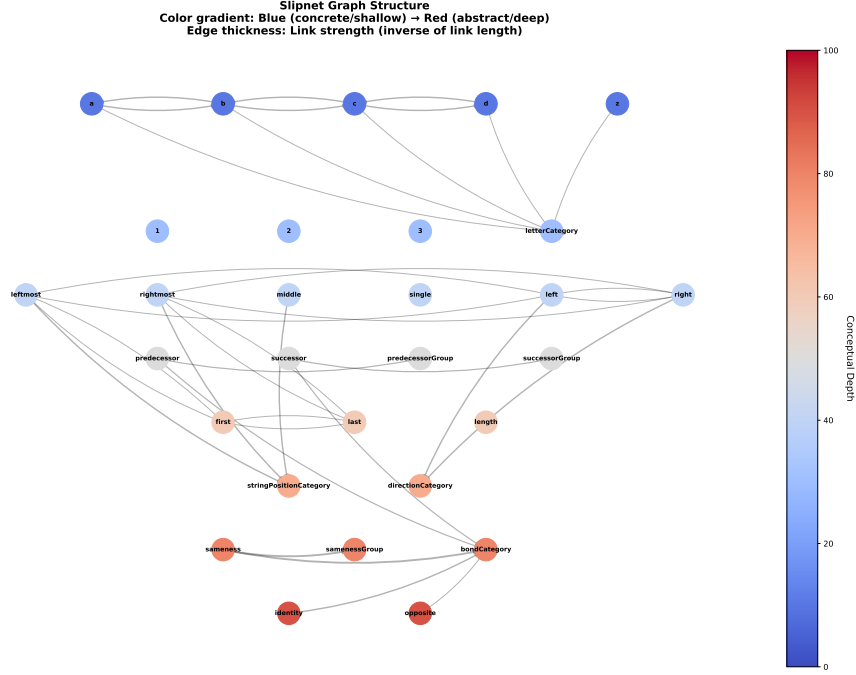 Slipnet Graph Structure
Color gradient: Blue (concrete/shallow) → Red (abstract/deep)
Edge thickness: Link strength (inverse of link length)
a b c d z
1 2 3 letterCategory
leftmost rightmost middle single left right
predecessor successor predecessorGroup successorGroup
first last length
stringPositionCategory directionCategory
sameness samenessGroup bondCategory
identity opposite
100
80
60
40
20
0
Conceptual Depth